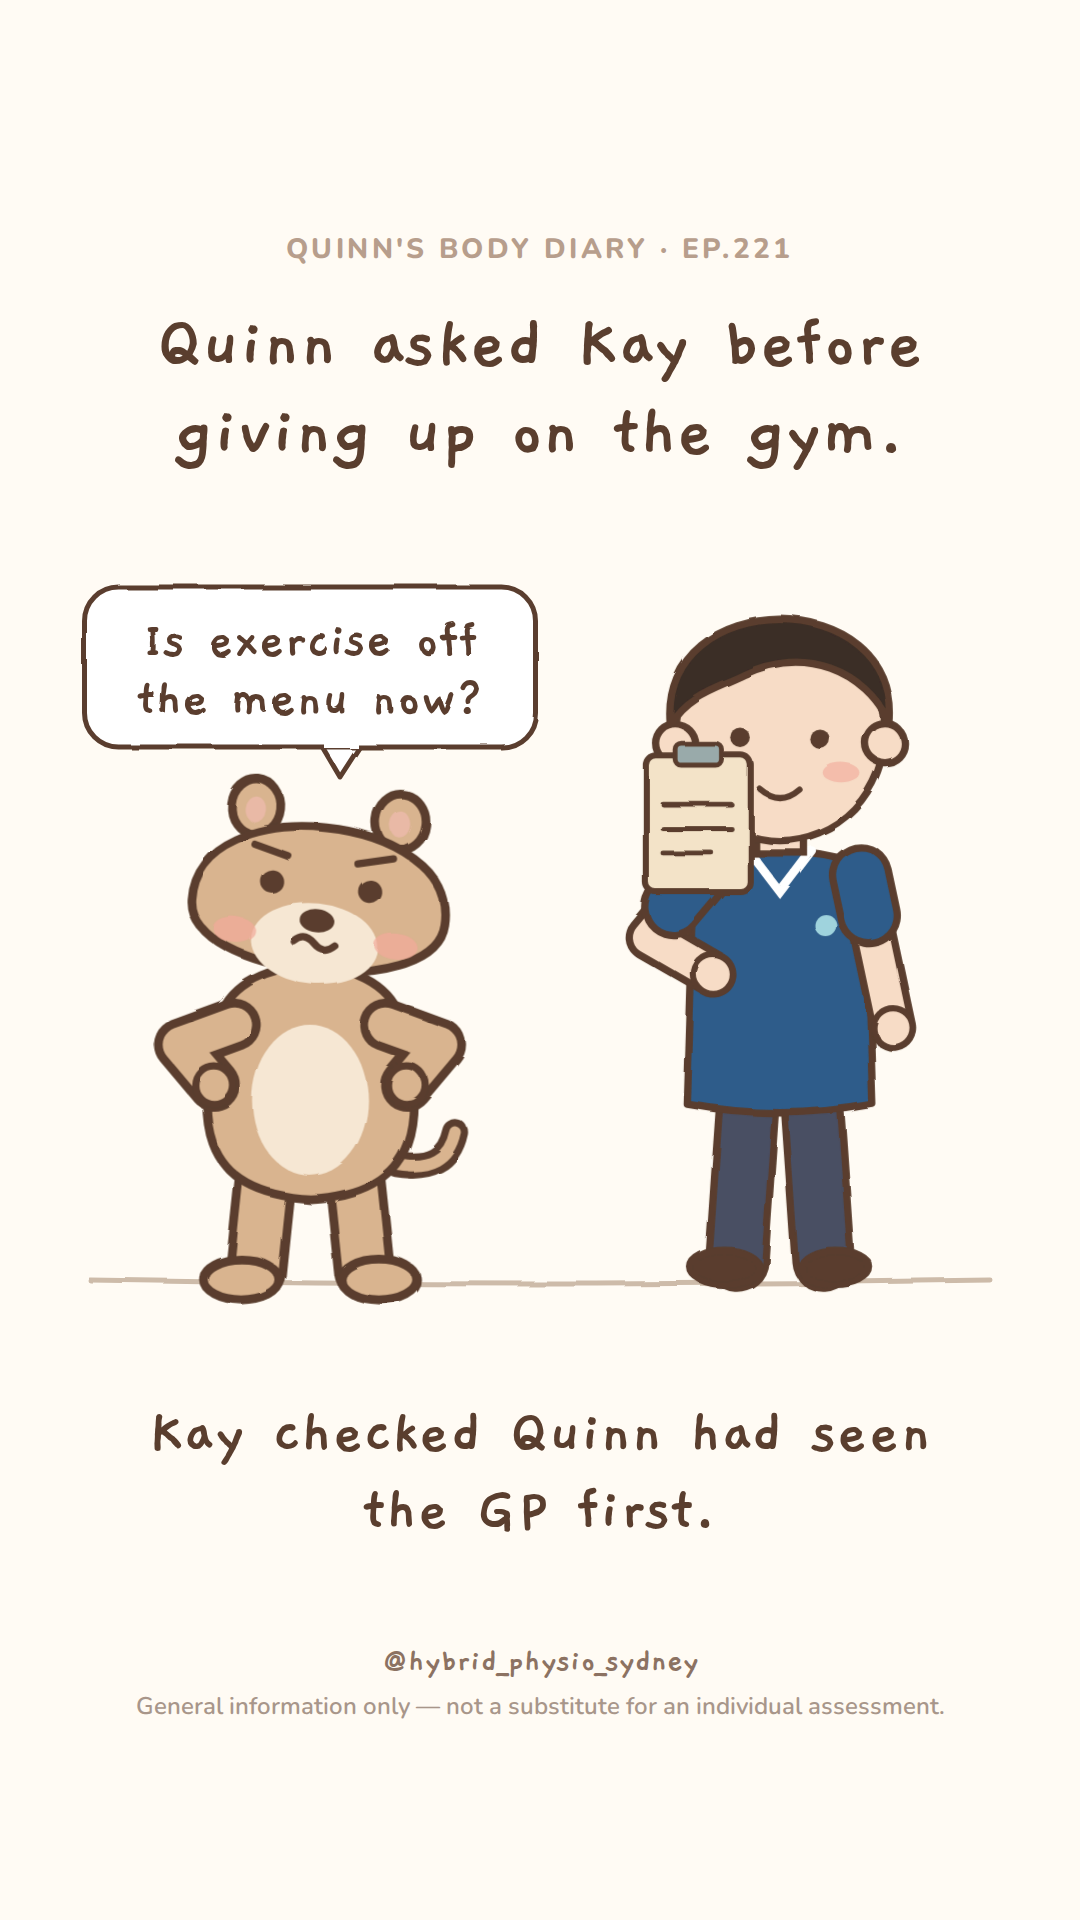 QUINN'S BODY DIARY · EP.221
Quinn asked Kay before
giving up on the gym.
Is exercise off
the menu now?
Kay checked Quinn had seen
the GP first.
@hybrid_physio_sydney
General information only — not a substitute for an individual assessment.